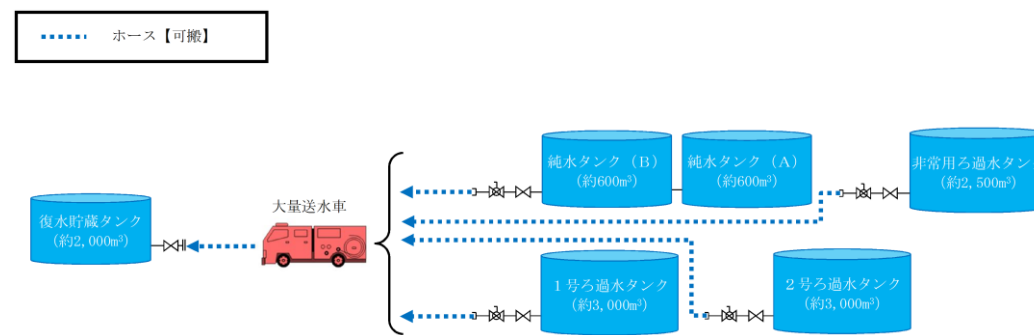 ホース【可搬】
純水タンク（B）
（約600m³）
純水タンク（A）
（約600m³）
非常用ろ過水タン
（約2,500m³）
復水貯蔵タンク
（約2,000m³）
大量送水車
１号ろ過水タンク
（約3,000m³）
２号ろ過水タンク
（約3,000m³）